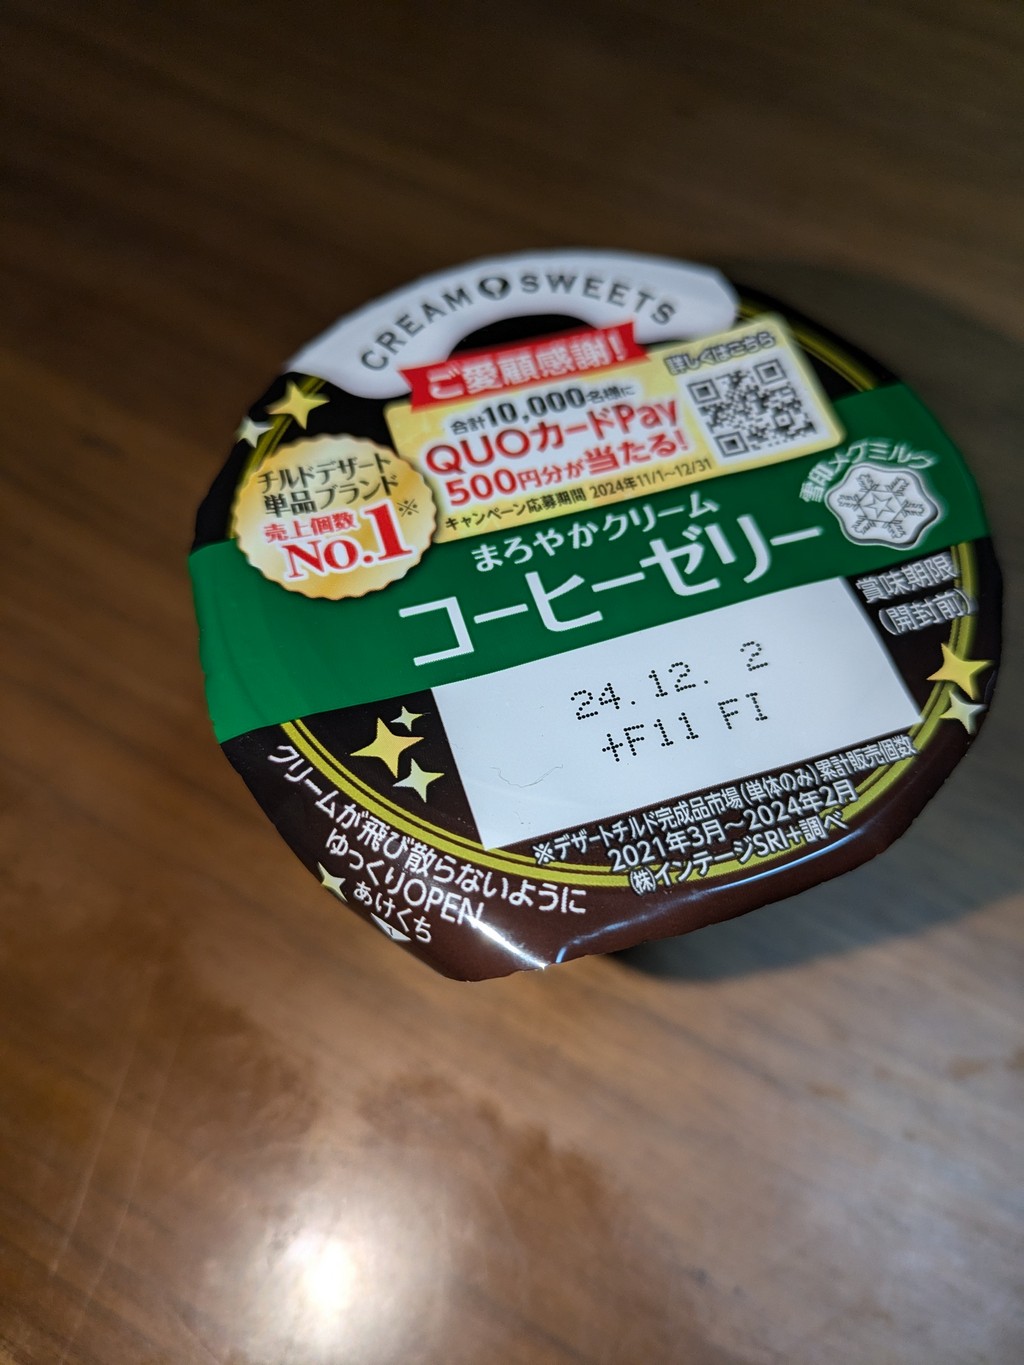 CREAM SWEETS
ご愛顧感謝!
詳しくはこちら
合計10,000名様に
QUOカードPay
500円分が当たる!
キャンペーン応募期間 2024年11/1~12/31
チルドデザート
単品ブランド※
売上個数
No.1
雪印メグミルク
まろやかクリーム
コーヒーゼリー
賞味期限
(開封前)
24.12. 2
+F11 FI
※デザートチルド完成品市場(単体のみ)累計販売個数
2021年3月~2024年2月
㈱インテージSRI+調べ
クリームが飛び散らないように
ゆっくりOPEN
あけくち